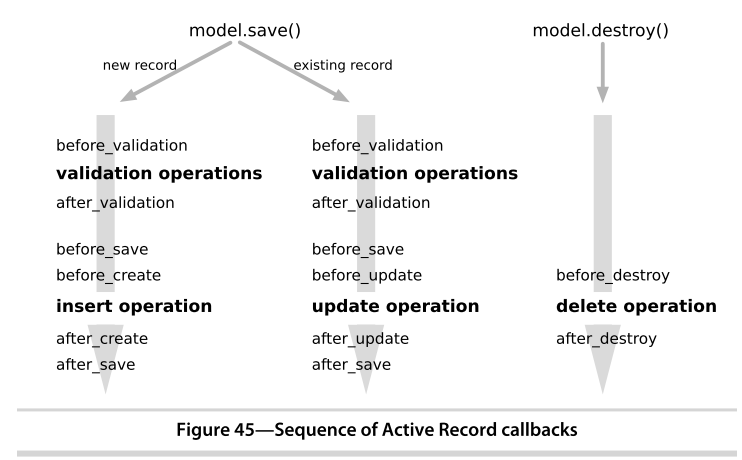 model.save()
new record
existing record
before_validation
validation operations
after_validation
before_save
before_create
insert operation
after_create
after_save
before_validation
validation operations
after_validation
before_save
before_update
update operation
after_update
after_save
model.destroy()
before_destroy
delete operation
after_destroy
Figure 45—Sequence of Active Record callbacks